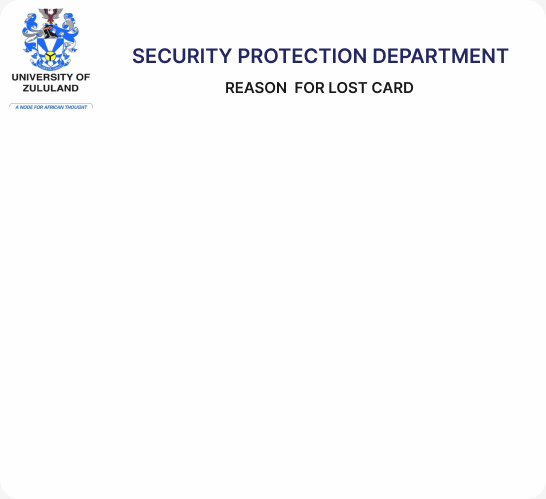 UNIVERSITY OF
ZULULAND
A NODE FOR AFRICAN THOUGHT
SECURITY PROTECTION DEPARTMENT
REASON  FOR LOST CARD